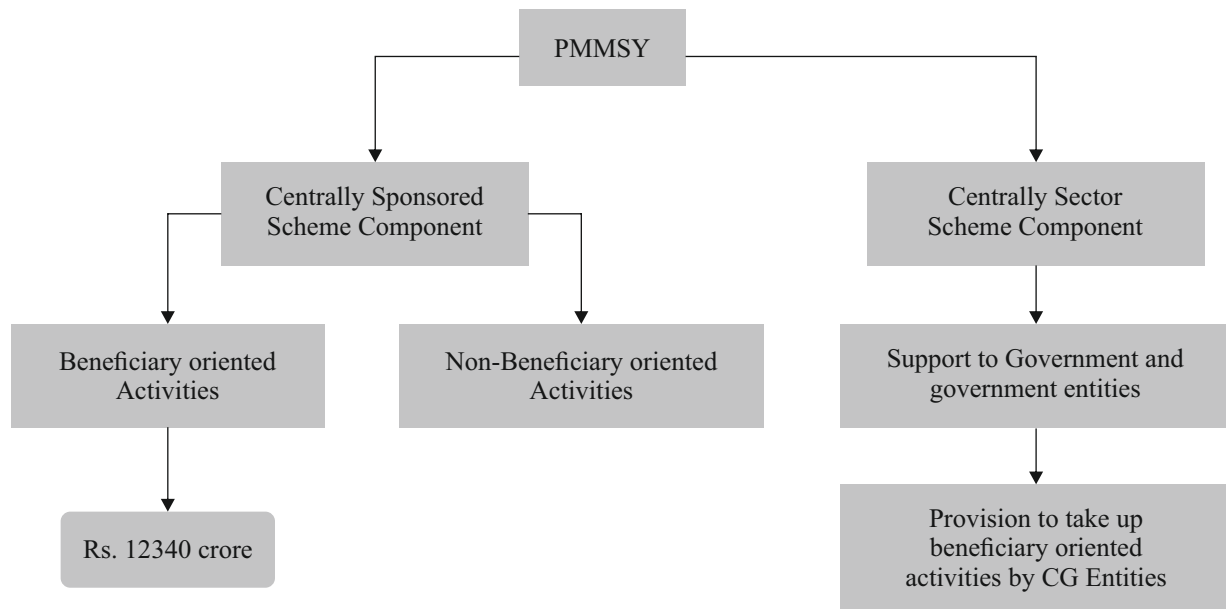 PMMSY
Centrally Sponsored
Scheme Component
Centrally Sector
Scheme Component
Beneficiary oriented
Activities
Non-Beneficiary oriented
Activities
Support to Government and
government entities
Rs. 12340 crore
Provision to take up
beneficiary oriented
activities by CG Entities